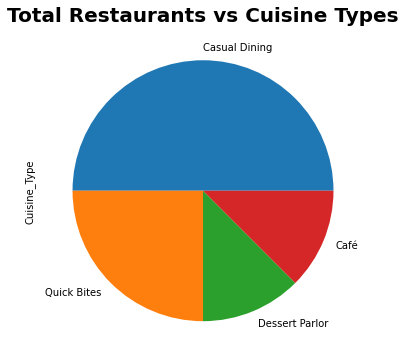 Total Restaurants vs Cuisine Types
Casual Dining
Cuisine_Type
Café
Quick Bites
Dessert Parlor